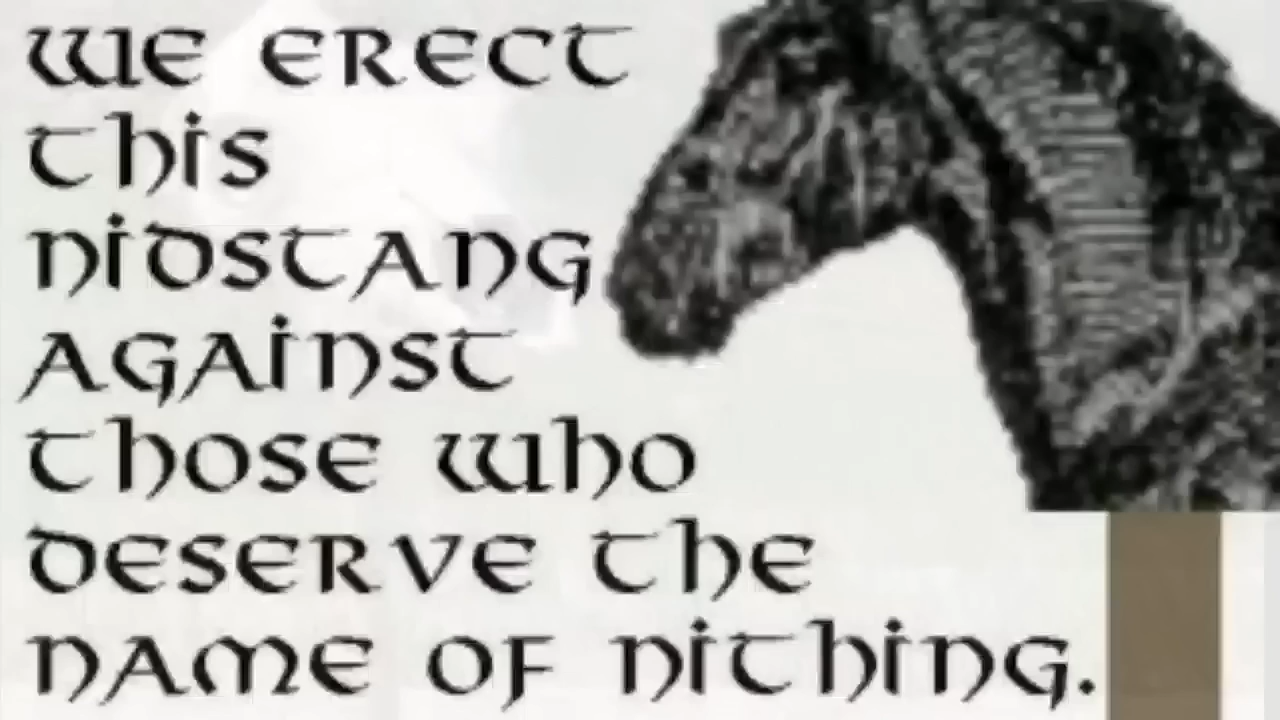 WE ERECT
This
NiDSTANG
AGAiNST
Those who
DESERVE the
NAME OF NiThiNG.